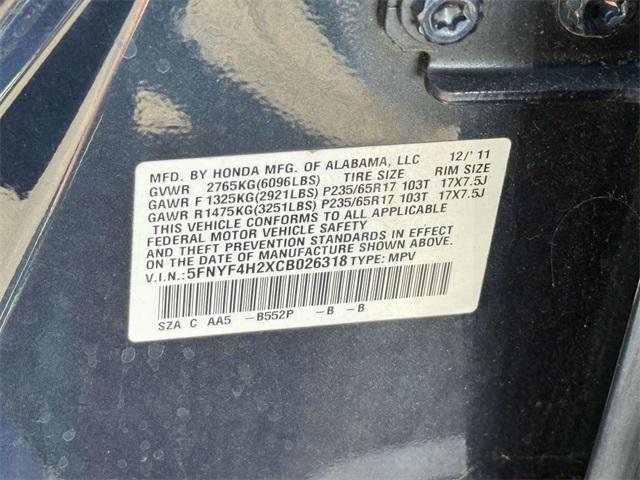 MFD. BY HONDA MFG. OF ALABAMA, LLC 12/'11
GVWR 2765KG(6096LBS) TIRE SIZE RIM SIZE
GAWR F 1325KG(2921LBS) P235/65R17 103T 17X7.5J
GAWR R 1475KG(3251LBS) P235/65R17 103T 17X7.5J
THIS VEHICLE CONFORMS TO ALL APPLICABLE
FEDERAL MOTOR VEHICLE SAFETY
AND THEFT PREVENTION STANDARDS IN EFFECT
ON THE DATE OF MANUFACTURE SHOWN ABOVE.
V.I.N.:5FNYF4H2XCB026318 TYPE: MPV
SZA C AA5 -B552P -B -B